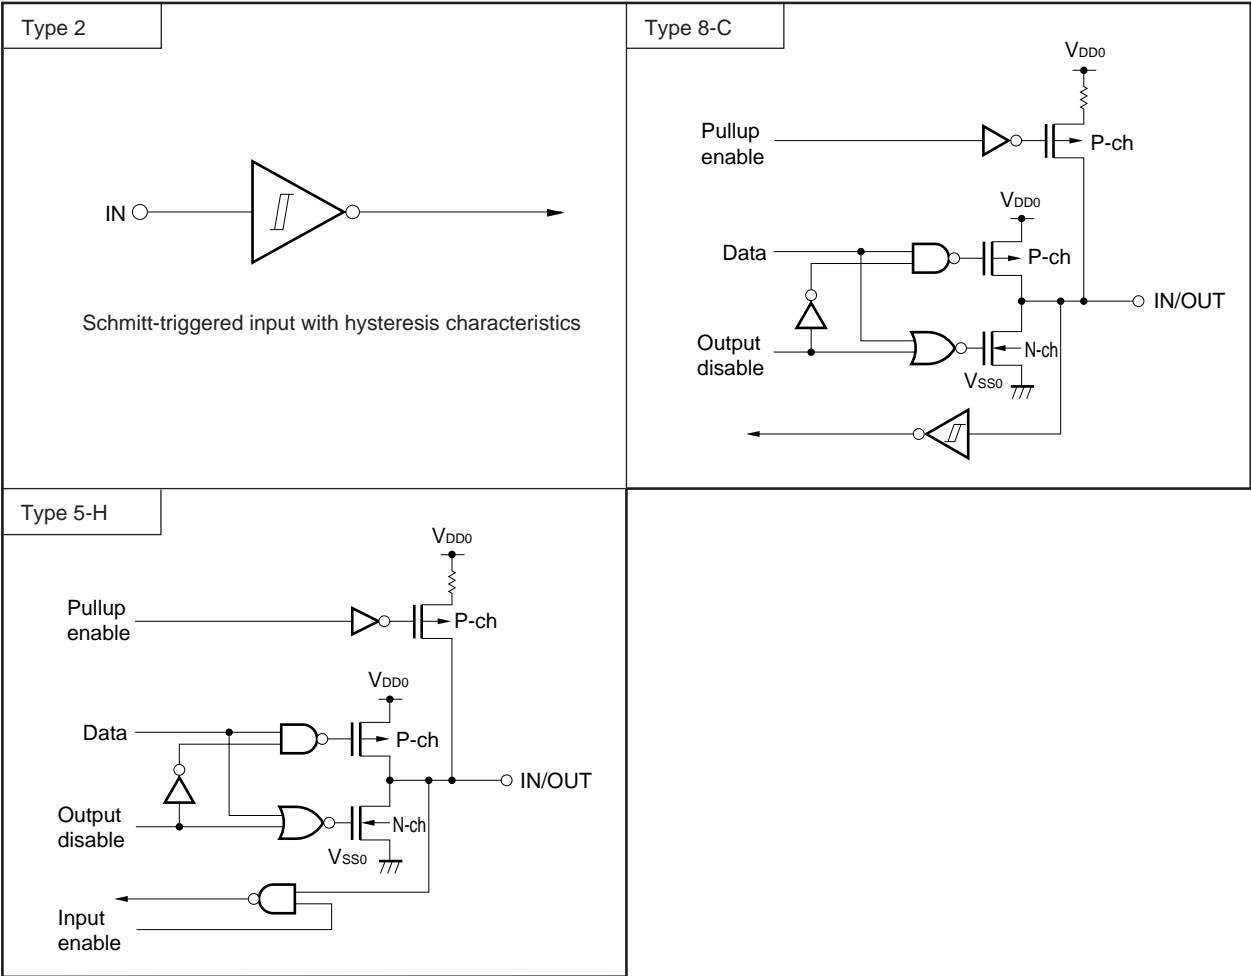 Type 2
IN
Schmitt-triggered input with hysteresis characteristics
Type 8-C
VDD0
Pullup
enable
P-ch
VDD0
Data
P-ch
IN/OUT
Output
disable
N-ch
VSS0
Type 5-H
VDD0
Pullup
enable
P-ch
VDD0
Data
P-ch
IN/OUT
Output
disable
N-ch
VSS0
Input
enable